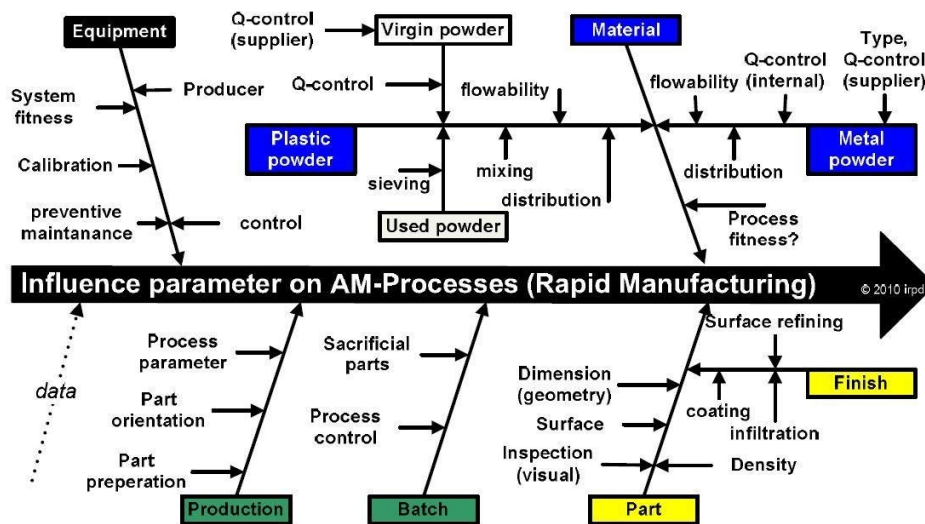 Equipment
Q-control
(supplier)
Virgin powder
Material
Type,
Q-control
(supplier)
Q-control
(internal)
System
fitness
Producer
Q-control
flowability
flowability
Plastic
powder
Metal
powder
Calibration
sieving
mixing
distribution
distribution
preventive
maintanance
control
Used powder
Process
fitness?
Influence parameter on AM-Processes (Rapid Manufacturing)
© 2010 irpd
data
Process
parameter
Part
orientation
Part
preperation
Production
Sacrificial
parts
Process
control
Batch
Surface refining
Dimension
(geometry)
Finish
coating
infiltration
Surface
Inspection
(visual)
Density
Part